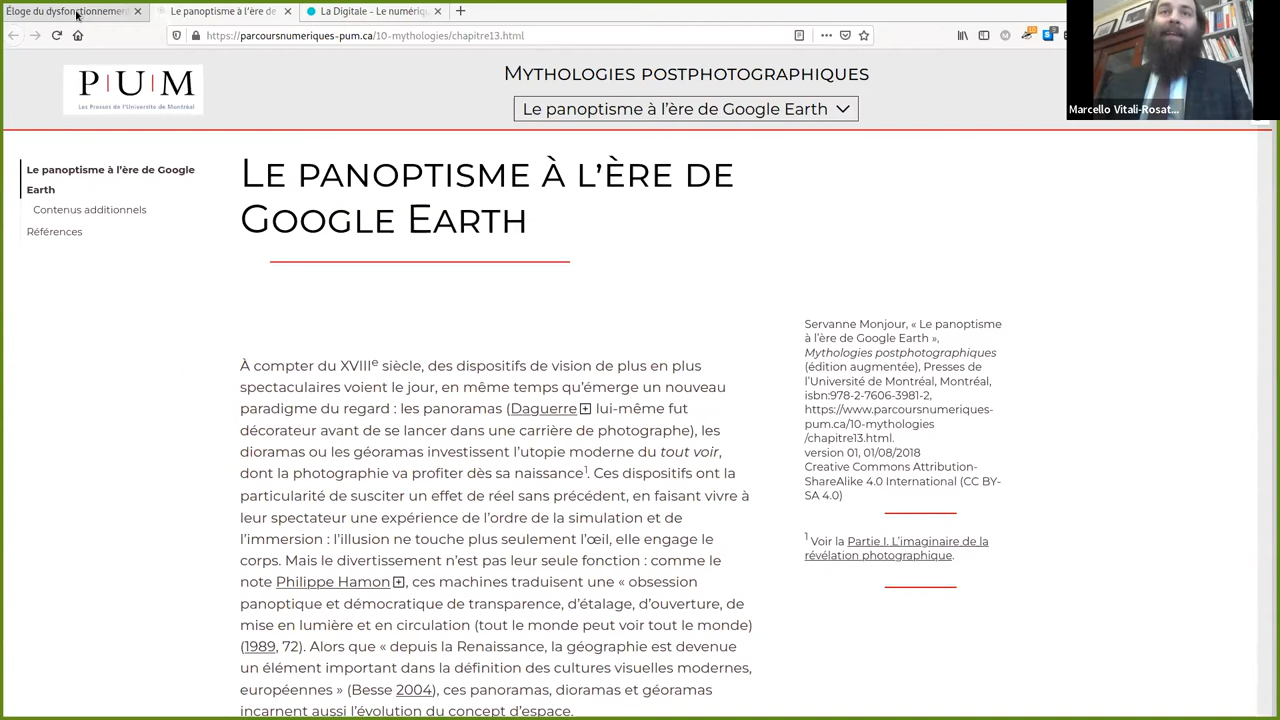 Éloge du dysfonctionnemen
Le panoptisme à l'ère de
La Digitale – Le numériq
https://parcoursnumeriques-pum.ca/10-mythologies/chapitre13.html
Marcello Vitali-Rosat...
P|U|M
Les Presses de l'Université de Montréal
Mythologies postphotographiques
Le panoptisme à l'ère de Google Earth
Le panoptisme à l'ère de Google
Earth
Contenus additionnels
Références
Le panoptisme à l'ère de
Google Earth
À compter du XVIIIe siècle, des dispositifs de vision de plus en plus
spectaculaires voient le jour, en même temps qu'émerge un nouveau
paradigme du regard : les panoramas (Daguerre lui-même fut
décorateur avant de se lancer dans une carrière de photographe), les
dioramas ou les géoramas investissent l'utopie moderne du tout voir,
dont la photographie va profiter dès sa naissance1. Ces dispositifs ont la
particularité de susciter un effet de réel sans précédent, en faisant vivre à
leur spectateur une expérience de l'ordre de la simulation et de
l'immersion : l'illusion ne touche plus seulement l'œil, elle engage le
corps. Mais le divertissement n'est pas leur seule fonction : comme le
note Philippe Hamon, ces machines traduisent une « obsession
panoptique et démocratique de transparence, d'étalage, d'ouverture, de
mise en lumière et en circulation (tout le monde peut voir tout le monde)
(1989, 72). Alors que « depuis la Renaissance, la géographie est devenue
un élément important dans la définition des cultures visuelles modernes,
européennes » (Besse 2004), ces panoramas, dioramas et géoramas
incarnent aussi l'évolution du concept d'espace.
Servanne Monjour, « Le panoptisme
à l'ère de Google Earth »,
Mythologies postphotographiques
(édition augmentée), Presses de
l'Université de Montréal, Montréal,
isbn:978-2-7606-3981-2,
https://www.parcoursnumeriques-
pum.ca/10-mythologies
/chapitre13.html.
version 01, 01/08/2018
Creative Commons Attribution-
ShareAlike 4.0 International (CC BY-
SA 4.0)
1 Voir la Partie I. L'imaginaire de la
révélation photographique.